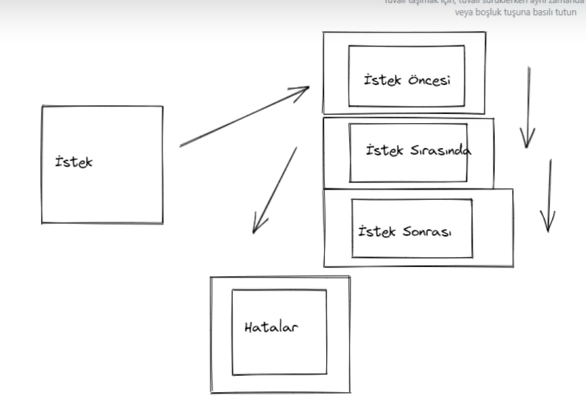 tuvali taşımak için, tuvali sürüklerken aynı zamanda
veya boşluk tuşuna basılı tutun
İstek Öncesi
İstek Sırasında
İstek
İstek Sonrası
Hatalar